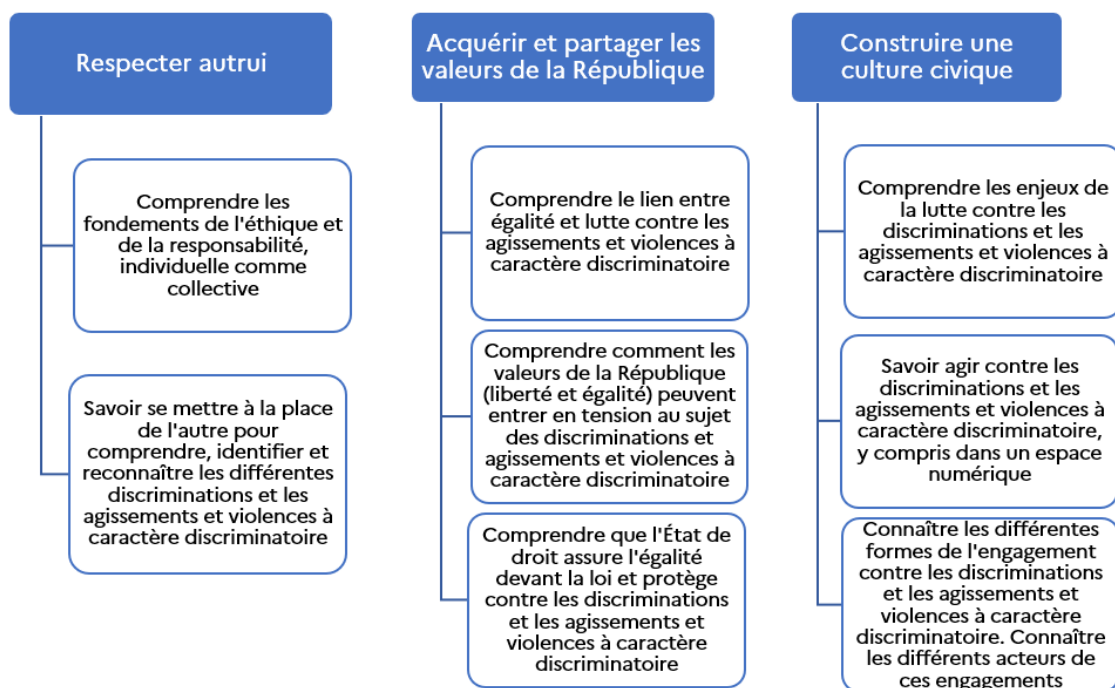 Respecter autrui
Comprendre les
fondements de l'éthique et
de la responsabilité,
individuelle comme
collective
Savoir se mettre à la place
de l'autre pour
comprendre, identifier et
reconnaître les différentes
discriminations et les
agissements et violences à
caractère discriminatoire
Acquérir et partager les
valeurs de la République
Comprendre le lien entre
égalité et lutte contre les
agissements et violences à
caractère discriminatoire
Comprendre comment les
valeurs de la République
(liberté et égalité) peuvent
entrer en tension au sujet
des discriminations et
agissements et violences à
caractère discriminatoire
Comprendre que l'État de
droit assure l'égalité
devant la loi et protège
contre les discriminations
et les agissements et
violences à caractère
discriminatoire
Construire une
culture civique
Comprendre les enjeux de
la lutte contre les
discriminations et les
agissements et violences à
caractère discriminatoire
Savoir agir contre les
discriminations et les
agissements et violences à
caractère discriminatoire,
y compris dans un espace
numérique
Connaître les différentes
formes de l'engagement
contre les discriminations
et les agissements et
violences à caractère
discriminatoire. Connaître
les différents acteurs de
ces engagements